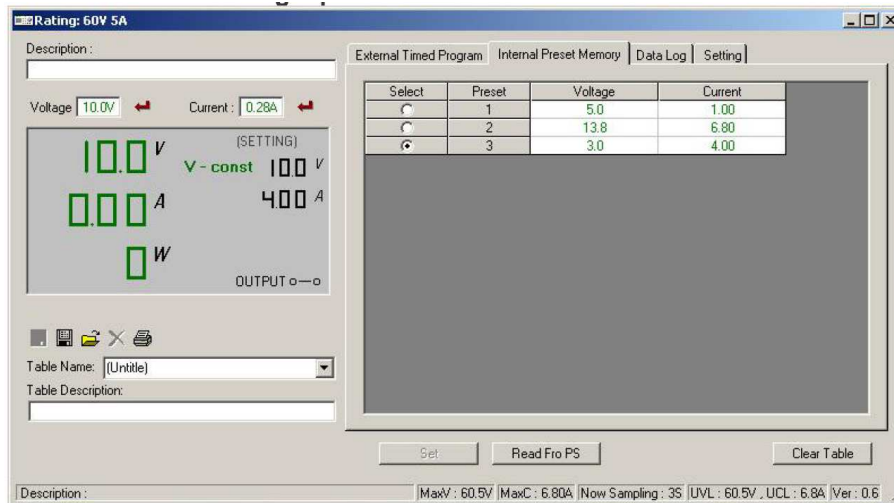 Rating: 60V 5A
Description :
External Timed Program Internal Preset Memory Data Log Setting
Voltage 10.0V Current : 0.28A
Select Preset Voltage Current
1 5.0 1.00
2 13.8 6.80
3 3.0 4.00
10.0 V
(SETTING)
V - const 10.0 V
0.00 A
4.00 A
0 W
OUTPUT
Table Name: (Untitle)
Table Description:
Set Read Fro PS Clear Table
Description : MaxV : 60.5V MaxC : 6.80A Now Sampling : 3S UVL : 60.5V , UCL : 6.8A Ver : 0.6